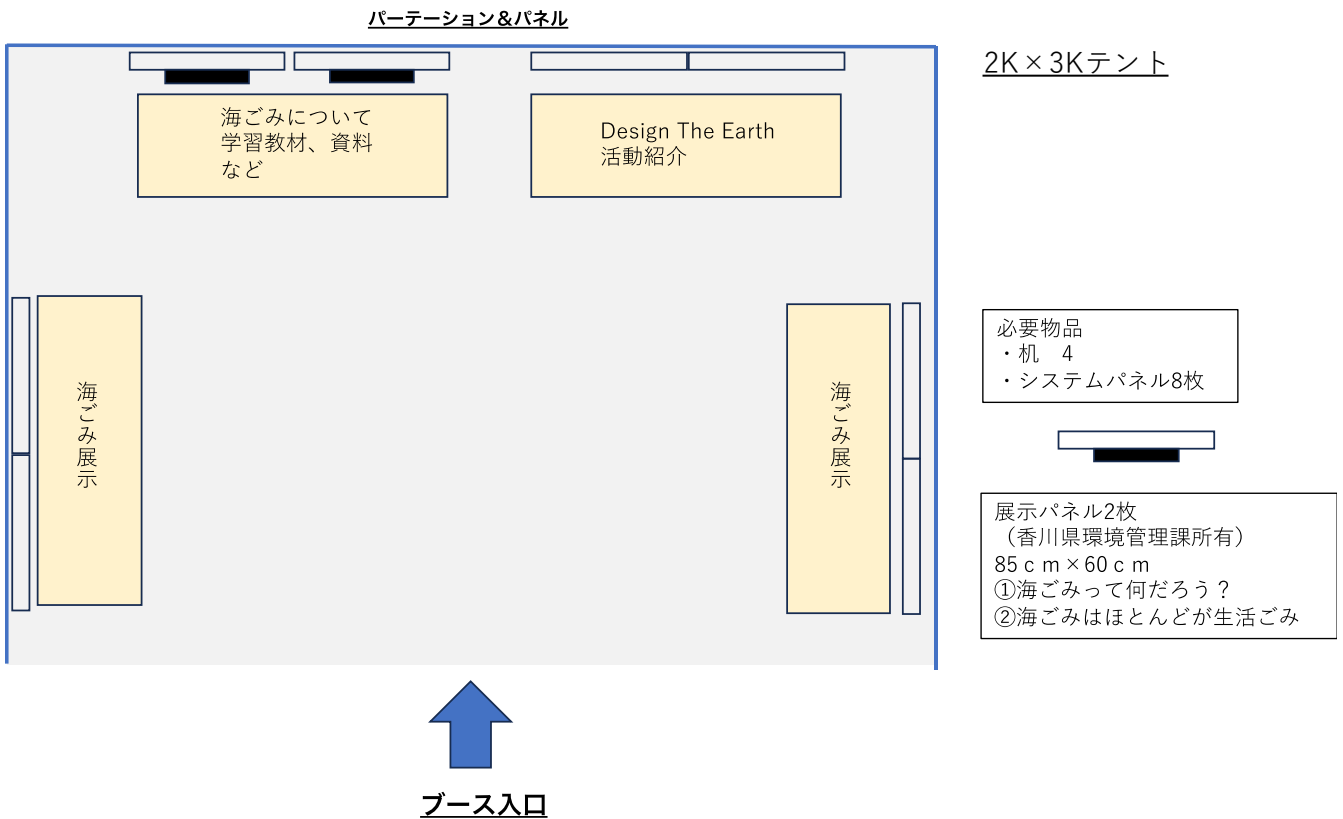 パーテーション＆パネル
2K×3Kテント
海ごみについて
学習教材、資料
など
Design The Earth
活動紹介
海ごみ展示
海ごみ展示
必要物品
・机　4
・システムパネル8枚
展示パネル2枚
（香川県環境管理課所有）
85ｃｍ×60ｃｍ
①海ごみって何だろう？
②海ごみはほとんどが生活ごみ
ブース入口